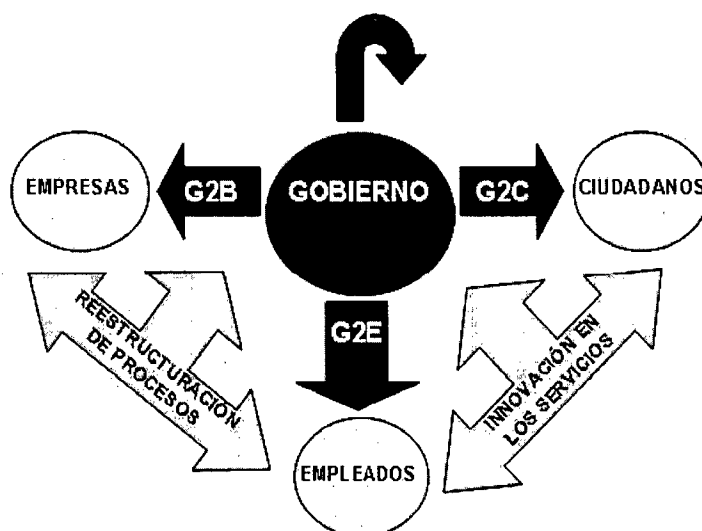 EMPRESAS
G2B
GOBIERNO
G2C
CIUDADANOS
REESTRUCTURACIÓN
DE PROCESOS
G2E
INNOVACIÓN EN
LOS SERVICIOS
EMPLEADOS